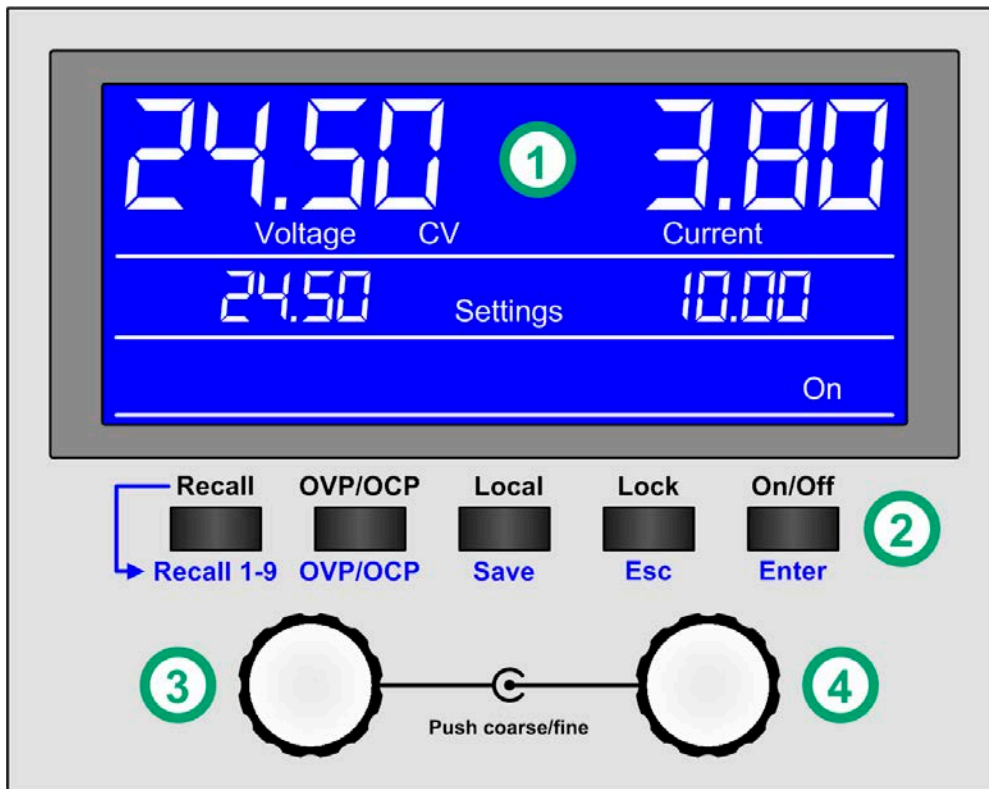 24.50 1 3.80
Voltage CV Current
24.50 Settings 10.00
On
Recall OVP/OCP Local Lock On/Off
2
Recall 1-9 OVP/OCP Save Esc Enter
3 4
Push coarse/fine